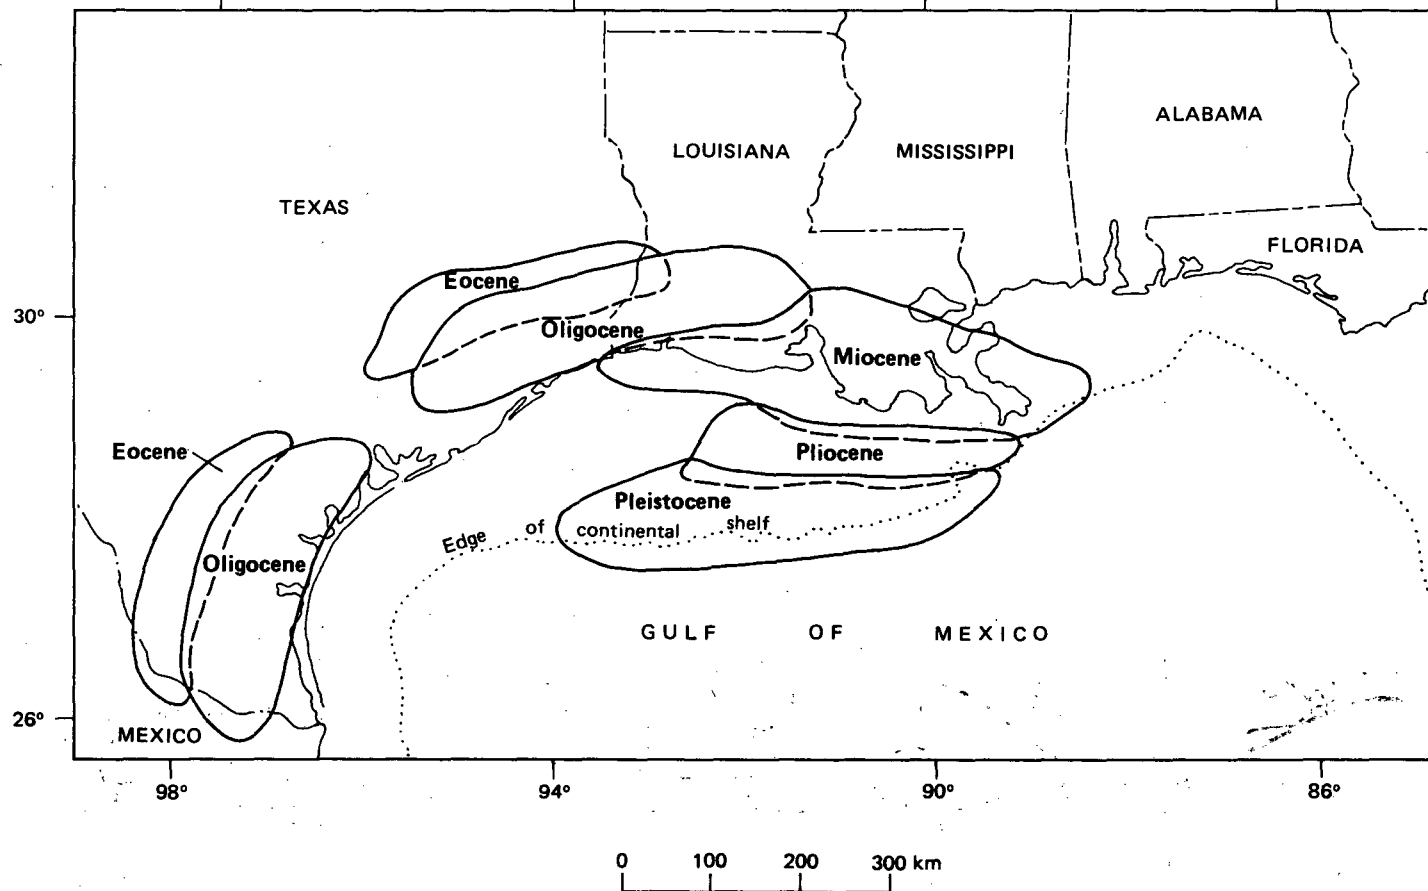 ALABAMA
LOUISIANA
MISSISSIPPI
TEXAS
FLORIDA
Eocene
30°
Oligocene
Miocene
Eocene
Pliocene
Pleistocene
Edge of continental shelf
Oligocene
GULF OF MEXICO
26°
MEXICO
98° 94° 90° 86°
0 100 200 300 km